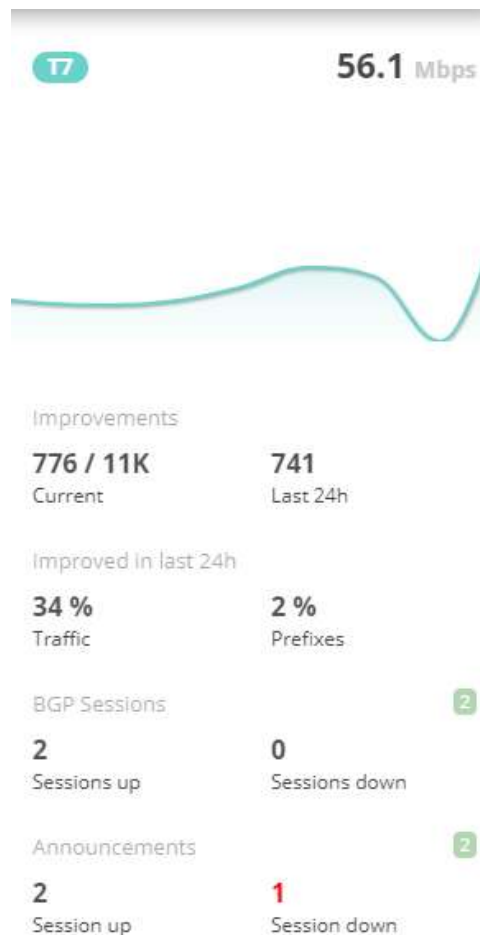 T7 56.1 Mbps
Improvements
776 / 11K 741
Current Last 24h
Improved in last 24h
34 % 2 %
Traffic Prefixes
BGP Sessions 2
2 0
Sessions up Sessions down
Announcements 2
2 1
Session up Session down